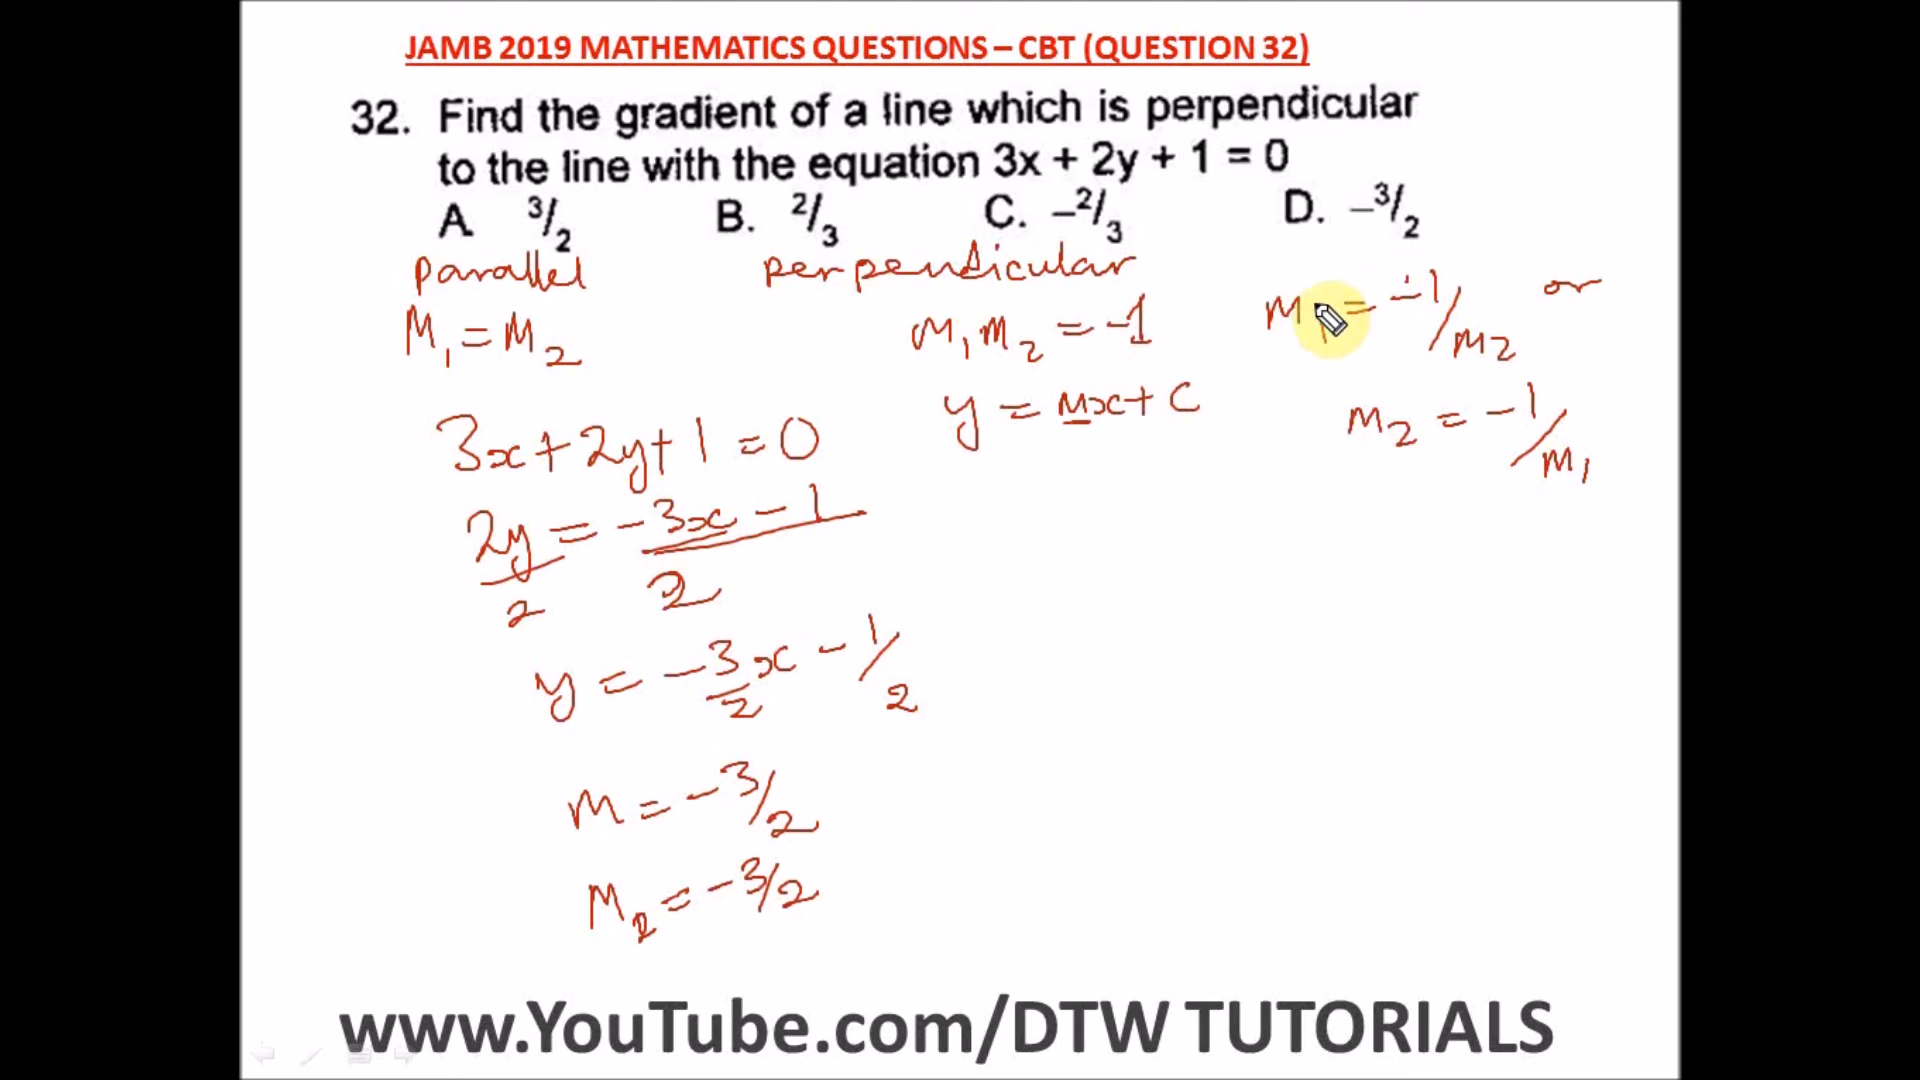 JAMB 2019 MATHEMATICS QUESTIONS – CBT (QUESTION 32)
32. Find the gradient of a line which is perpendicular
to the line with the equation 3x + 2y + 1 = 0
A 3/2 B. 2/3 C. –2/3 D. –3/2
parallel perpendicular
M₁ = M₂ M₁M₂ = -1 M₁ = -1/M₂ or
y = mx + c M₂ = -1/M₁
3x + 2y + 1 = 0
2y/2 = -3x - 1/2
y = -3/2x - 1/2
M = -3/2
M₂ = -3/2
www.YouTube.com/DTW TUTORIALS